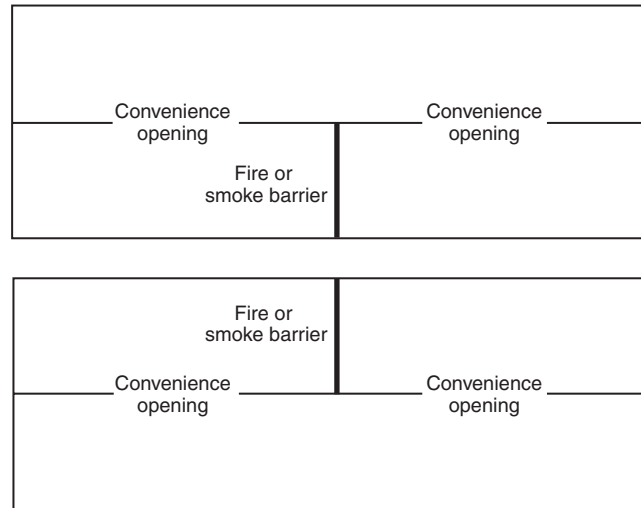 Convenience
opening
Convenience
opening
Fire or
smoke barrier
Fire or
smoke barrier
Convenience
opening
Convenience
opening